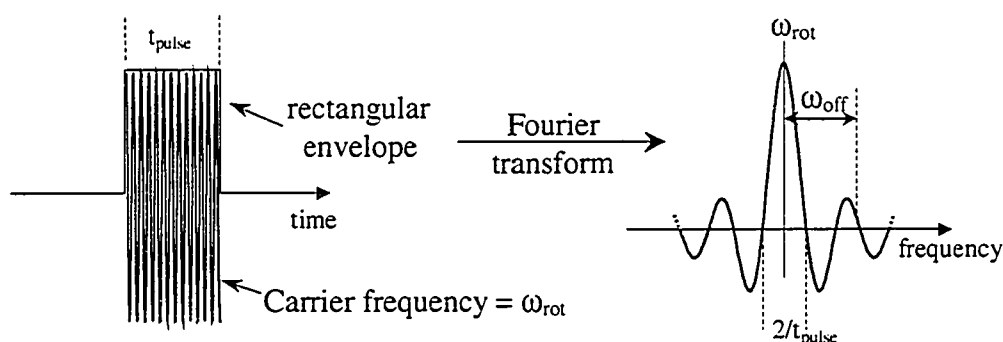 t_pulse
rectangular
envelope
time
Carrier frequency = ω_rot
Fourier
transform
ω_rot
ω_off
frequency
2/t_pulse